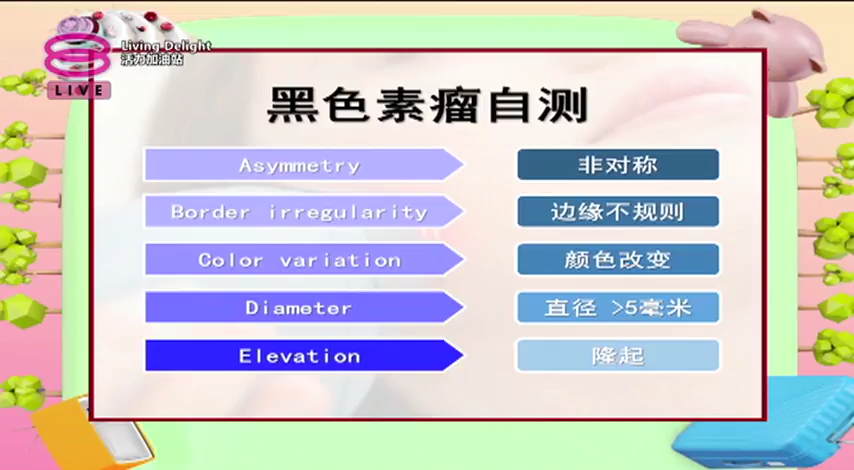 Living Delight
活力加油站
LIVE
黑色素瘤自测
Asymmetry
非对称
Border irregularity
边缘不规则
Color variation
颜色改变
Diameter
直径 >5毫米
Elevation
隆起